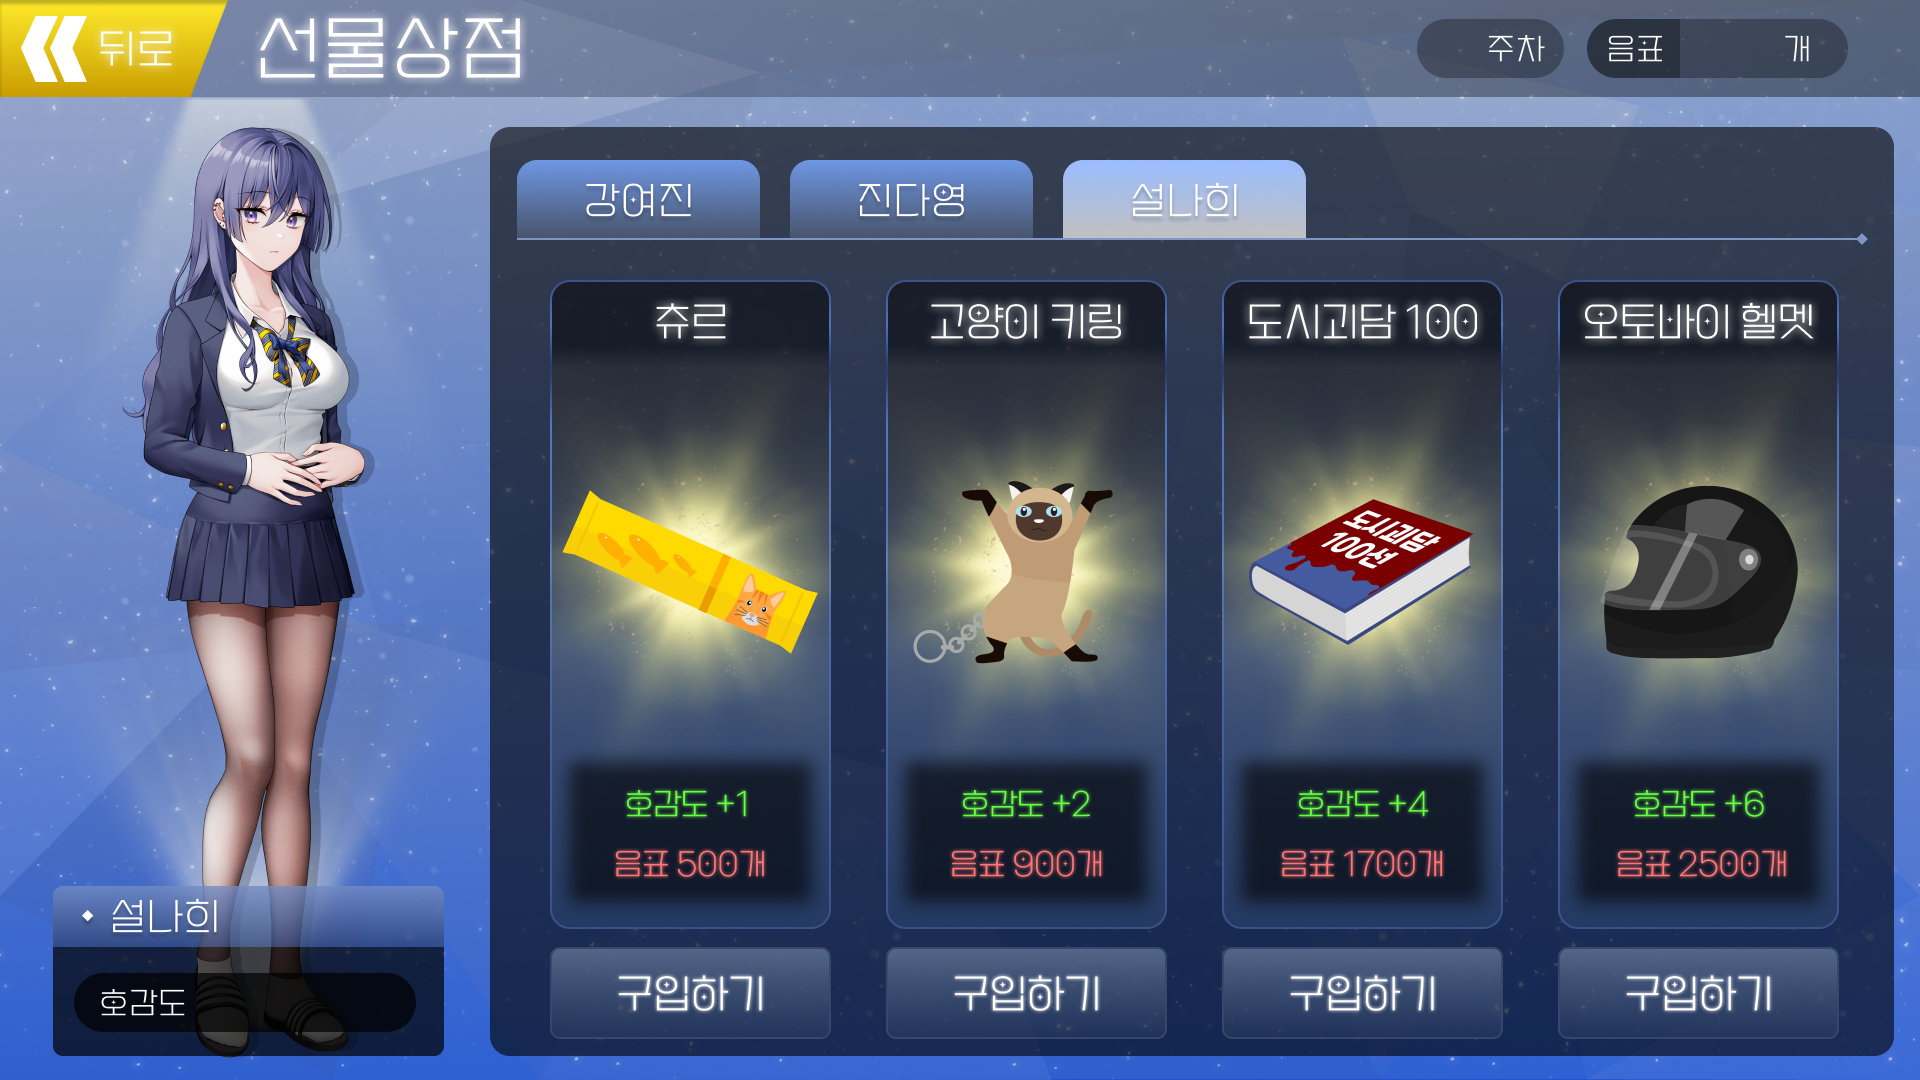 뒤로
선물상점
주차
음표 개
강여진
진다영
설나희
츄르
고양이 키링
도시괴담 100
오토바이 헬멧
도시괴담
100선
호감도 +1
음표 500개
호감도 +2
음표 900개
호감도 +4
음표 1700개
호감도 +6
음표 2500개
구입하기
구입하기
구입하기
구입하기
설나희
호감도